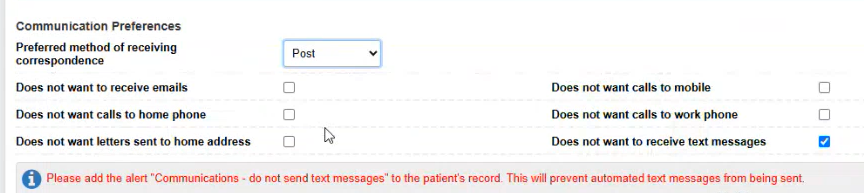 Communication Preferences
Preferred method of receiving
correspondence
Post
Does not want to receive emails
Does not want calls to mobile
Does not want calls to home phone
Does not want calls to work phone
Does not want letters sent to home address
Does not want to receive text messages
Please add the alert "Communications - do not send text messages" to the patient's record. This will prevent automated text messages from being sent.